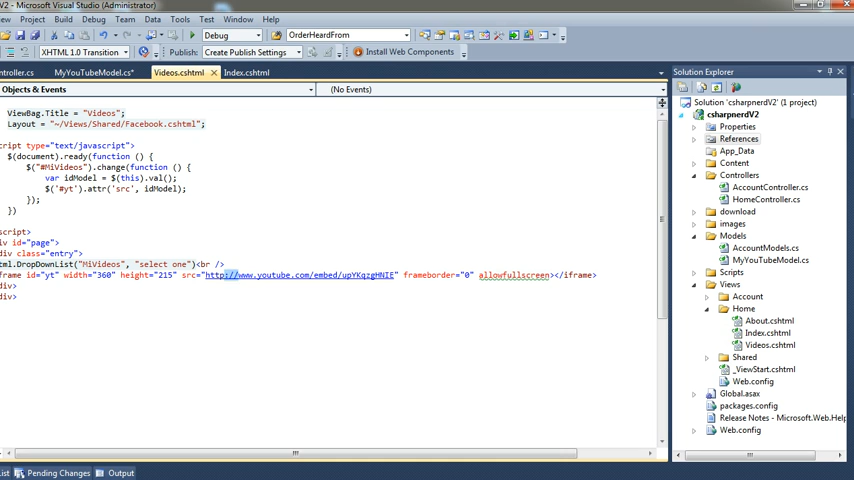 V2 - Microsoft Visual Studio (Administrator)
View Project Build Debug Team Data Tools Test Window Help
Debug OrderHeardFrom
XHTML 1.0 Transition Publish: Create Publish Settings Install Web Components
ntroller.cs MyYouTubeModel.cs* Videos.cshtml Index.cshtml
Objects & Events (No Events)
ViewBag.Title = "Videos";
Layout = "~/Views/Shared/Facebook.cshtml";
script type="text/javascript">
$(document).ready(function () {
$("#MiVideos").change(function () {
var idModel = $(this).val();
$('#yt').attr('src', idModel);
});
})
script>
div id="page">
div class="entry">
tml.DropDownList("MiVideos", "select one")<br />
frame id="yt" width="360" height="215" src="http://www.youtube.com/embed/upYKqzgHNIE" frameborder="0" allowfullscreen></iframe>
div>
div>
Solution Explorer
Solution 'csharpnerdV2' (1 project)
csharpnerdV2
Properties
References
App_Data
Content
Controllers
AccountController.cs
HomeController.cs
download
images
Models
AccountModels.cs
MyYouTubeModel.cs
Scripts
Views
Account
Home
About.cshtml
Index.cshtml
Videos.cshtml
Shared
_ViewStart.cshtml
Web.config
Global.asax
packages.config
Release Notes - Microsoft.Web.Help
Web.config
List Pending Changes Output